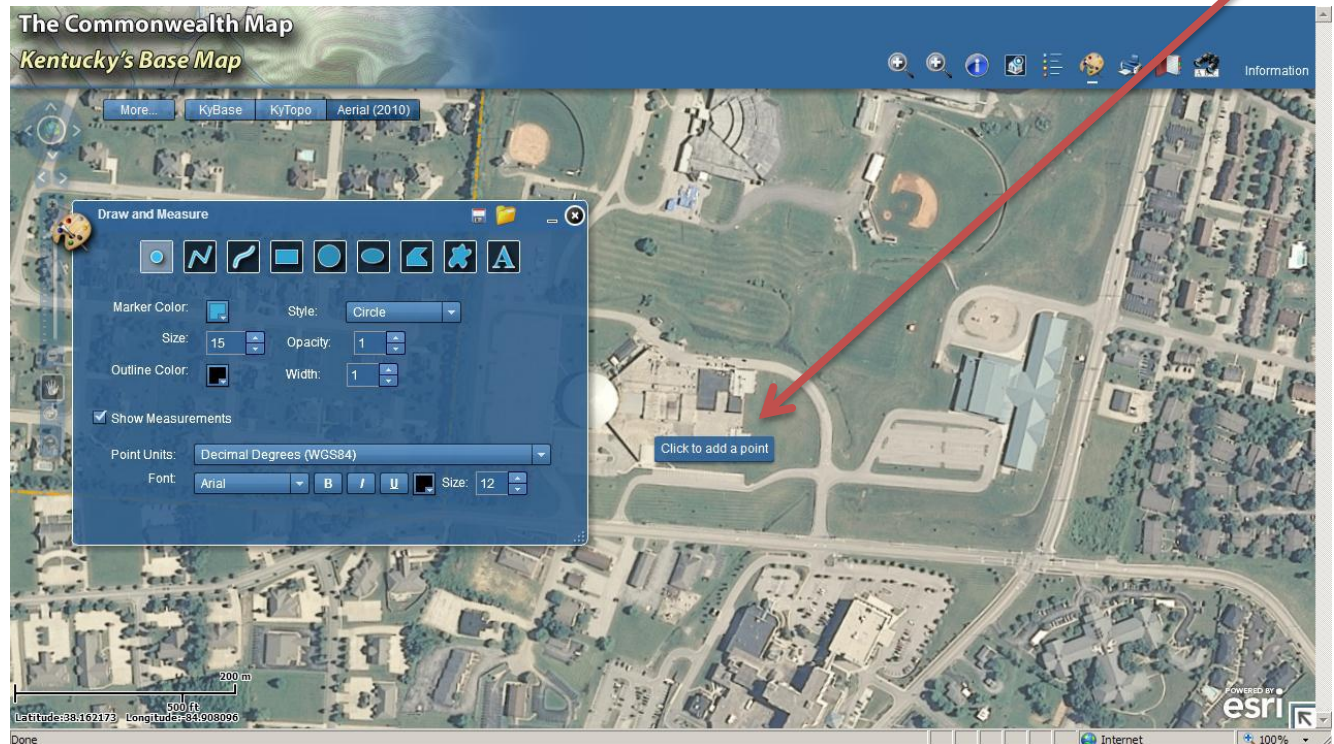 The Commonwealth Map
Kentucky's Base Map
Information
More...
KyBase
KyTopo
Aerial (2010)
Draw and Measure
A
Marker Color:
Style:
Circle
Size:
15
Opacity:
1
Outline Color:
Width:
1
Show Measurements
Point Units:
Decimal Degrees (WGS84)
Font:
Arial
B
I
U
Size:
12
Click to add a point
200 m
500 ft
Latitude:38.162173 Longitude:-84.908096
POWERED BY
esri
Done
Internet
100%